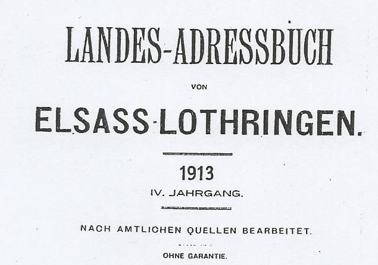 LANDES-ADRESSBUCH
VON
ELSASS-LOTHRINGEN.
1913
IV. JAHRGANG.
NACH AMTLICHEN QUELLEN BEARBEITET.
OHNE GARANTIE.